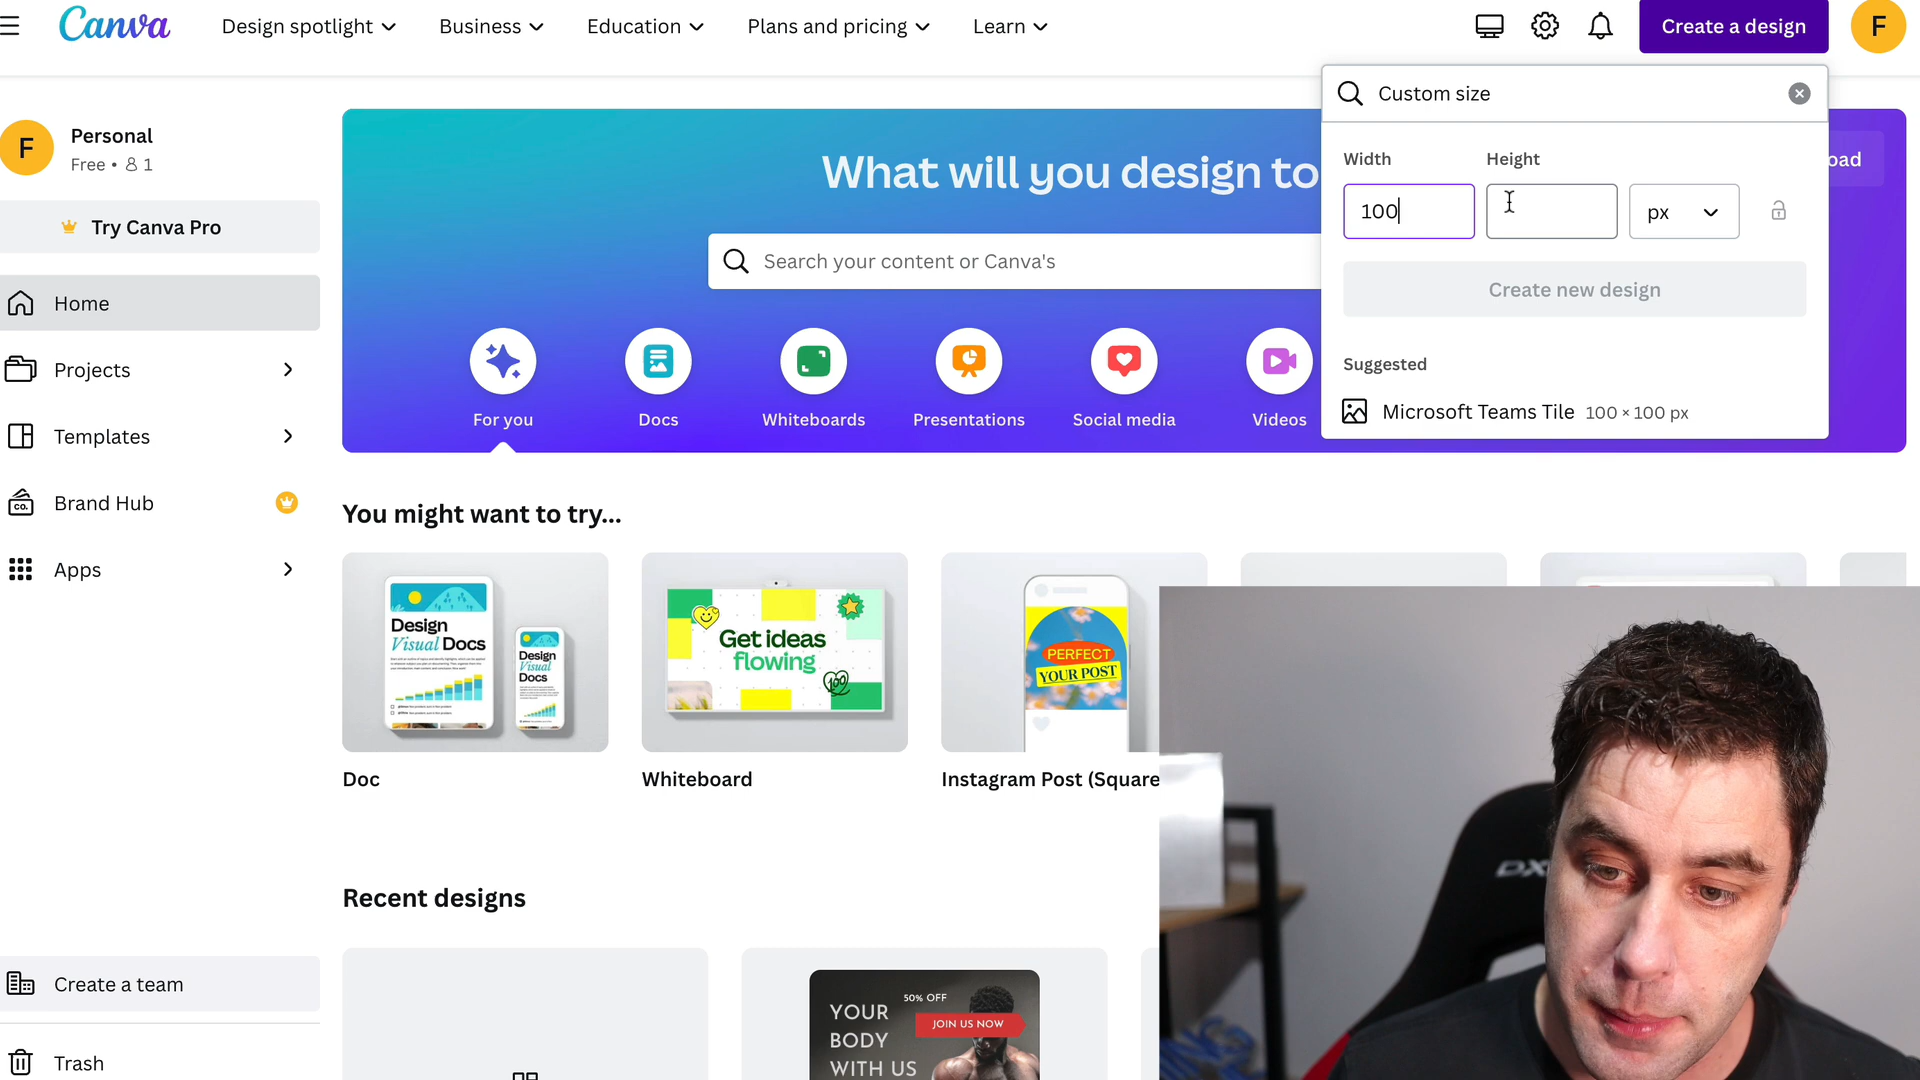 Canva
Design spotlight
Business
Education
Plans and pricing
Learn
Create a design
F
F
Personal
Free • 1
Try Canva Pro
Home
Projects
Templates
Brand Hub
CO.
Apps
Create a team
Trash
What will you design to
oad
Search your content or Canva's
For you
Docs
Whiteboards
Presentations
Social media
Videos
Custom size
Width
Height
100
px
Create new design
Suggested
Microsoft Teams Tile 100 × 100 px
You might want to try...
Design
Visual Docs
Design
Visual
Docs
Get ideas
flowing
100
PERFECT
YOUR POST
Doc
Whiteboard
Instagram Post (Square
Recent designs
YOUR
BODY
WITH US
50% OFF
JOIN US NOW
DX